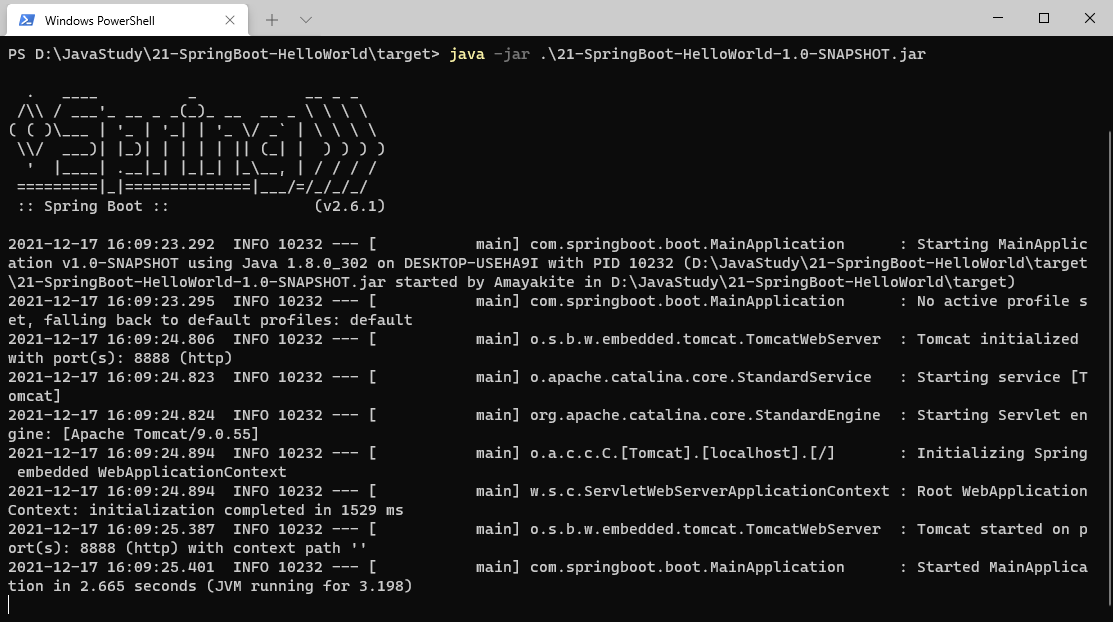 Windows PowerShell
PS D:\JavaStudy\21-SpringBoot-HelloWorld\target> java -jar .\21-SpringBoot-HelloWorld-1.0-SNAPSHOT.jar
  .   ____          _            __ _ _
 /\\ / ___'_ __ _ _(_)_ __  __ _ \ \ \ \
( ( )\___ | '_ | '_| | '_ \/ _` | \ \ \ \
 \\/  ___)| |_)| | | | | || (_| |  ) ) ) )
  '  |____| .__|_| |_|_| |_\__, | / / / /
 =========|_|==============|___/=/_/_/_/
 :: Spring Boot ::                (v2.6.1)
2021-12-17 16:09:23.292  INFO 10232 --- [           main] com.springboot.boot.MainApplication      : Starting MainApplic
ation v1.0-SNAPSHOT using Java 1.8.0_302 on DESKTOP-USEHA9I with PID 10232 (D:\JavaStudy\21-SpringBoot-HelloWorld\target
\21-SpringBoot-HelloWorld-1.0-SNAPSHOT.jar started by Amayakite in D:\JavaStudy\21-SpringBoot-HelloWorld\target)
2021-12-17 16:09:23.295  INFO 10232 --- [           main] com.springboot.boot.MainApplication      : No active profile s
et, falling back to default profiles: default
2021-12-17 16:09:24.806  INFO 10232 --- [           main] o.s.b.w.embedded.tomcat.TomcatWebServer  : Tomcat initialized
with port(s): 8888 (http)
2021-12-17 16:09:24.823  INFO 10232 --- [           main] o.apache.catalina.core.StandardService   : Starting service [T
omcat]
2021-12-17 16:09:24.824  INFO 10232 --- [           main] org.apache.catalina.core.StandardEngine  : Starting Servlet en
gine: [Apache Tomcat/9.0.55]
2021-12-17 16:09:24.894  INFO 10232 --- [           main] o.a.c.c.C.[Tomcat].[localhost].[/]       : Initializing Spring
 embedded WebApplicationContext
2021-12-17 16:09:24.894  INFO 10232 --- [           main] w.s.c.ServletWebServerApplicationContext : Root WebApplication
Context: initialization completed in 1529 ms
2021-12-17 16:09:25.387  INFO 10232 --- [           main] o.s.b.w.embedded.tomcat.TomcatWebServer  : Tomcat started on p
ort(s): 8888 (http) with context path ''
2021-12-17 16:09:25.401  INFO 10232 --- [           main] com.springboot.boot.MainApplication      : Started MainApplica
tion in 2.665 seconds (JVM running for 3.198)